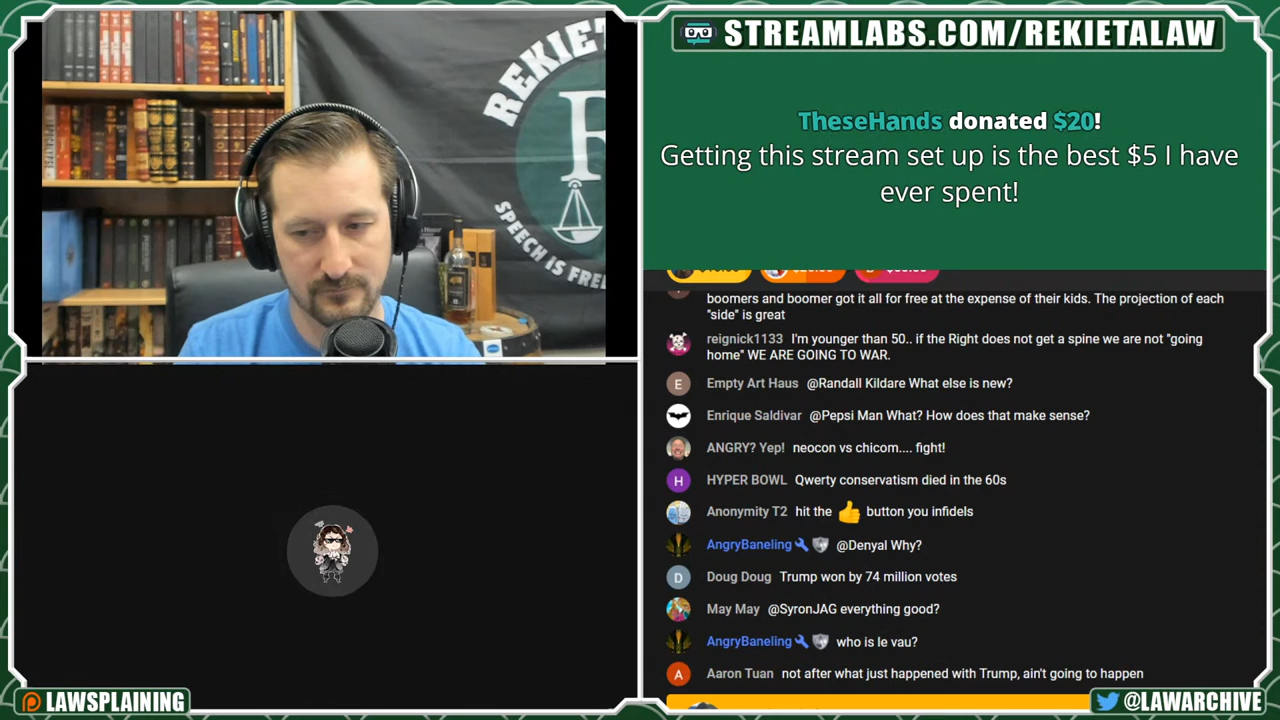 STREAMLABS.COM/REKIETALAW
TheseHands donated $20!
Getting this stream set up is the best $5 I have
ever spent!
REKIET
R
SPEECH IS FREE
boomers and boomer got it all for free at the expense of their kids. The projection of each
"side" is great
reignick1133 I'm younger than 50.. if the Right does not get a spine we are not "going
home" WE ARE GOING TO WAR.
E Empty Art Haus @Randall Kildare What else is new?
Enrique Saldivar @Pepsi Man What? How does that make sense?
ANGRY? Yep! neocon vs chicom.... fight!
H HYPER BOWL Qwerty conservatism died in the 60s
Anonymity T2 hit the 👍 button you infidels
AngryBaneling @Denyal Why?
D Doug Doug Trump won by 74 million votes
May May @SyronJAG everything good?
AngryBaneling who is le vau?
A Aaron Tuan not after what just happened with Trump, ain't going to happen
LAWSPLAINING
@LAWARCHIVE